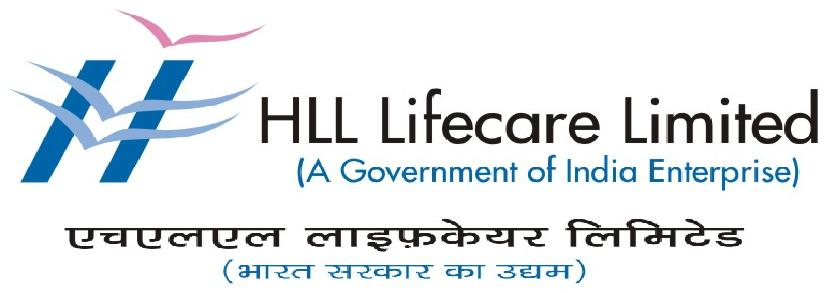 HLL Lifecare Limited
(A Government of India Enterprise)
एचएलएल लाइफ़केयर लिमिटेड
(भारत सरकार का उद्यम)